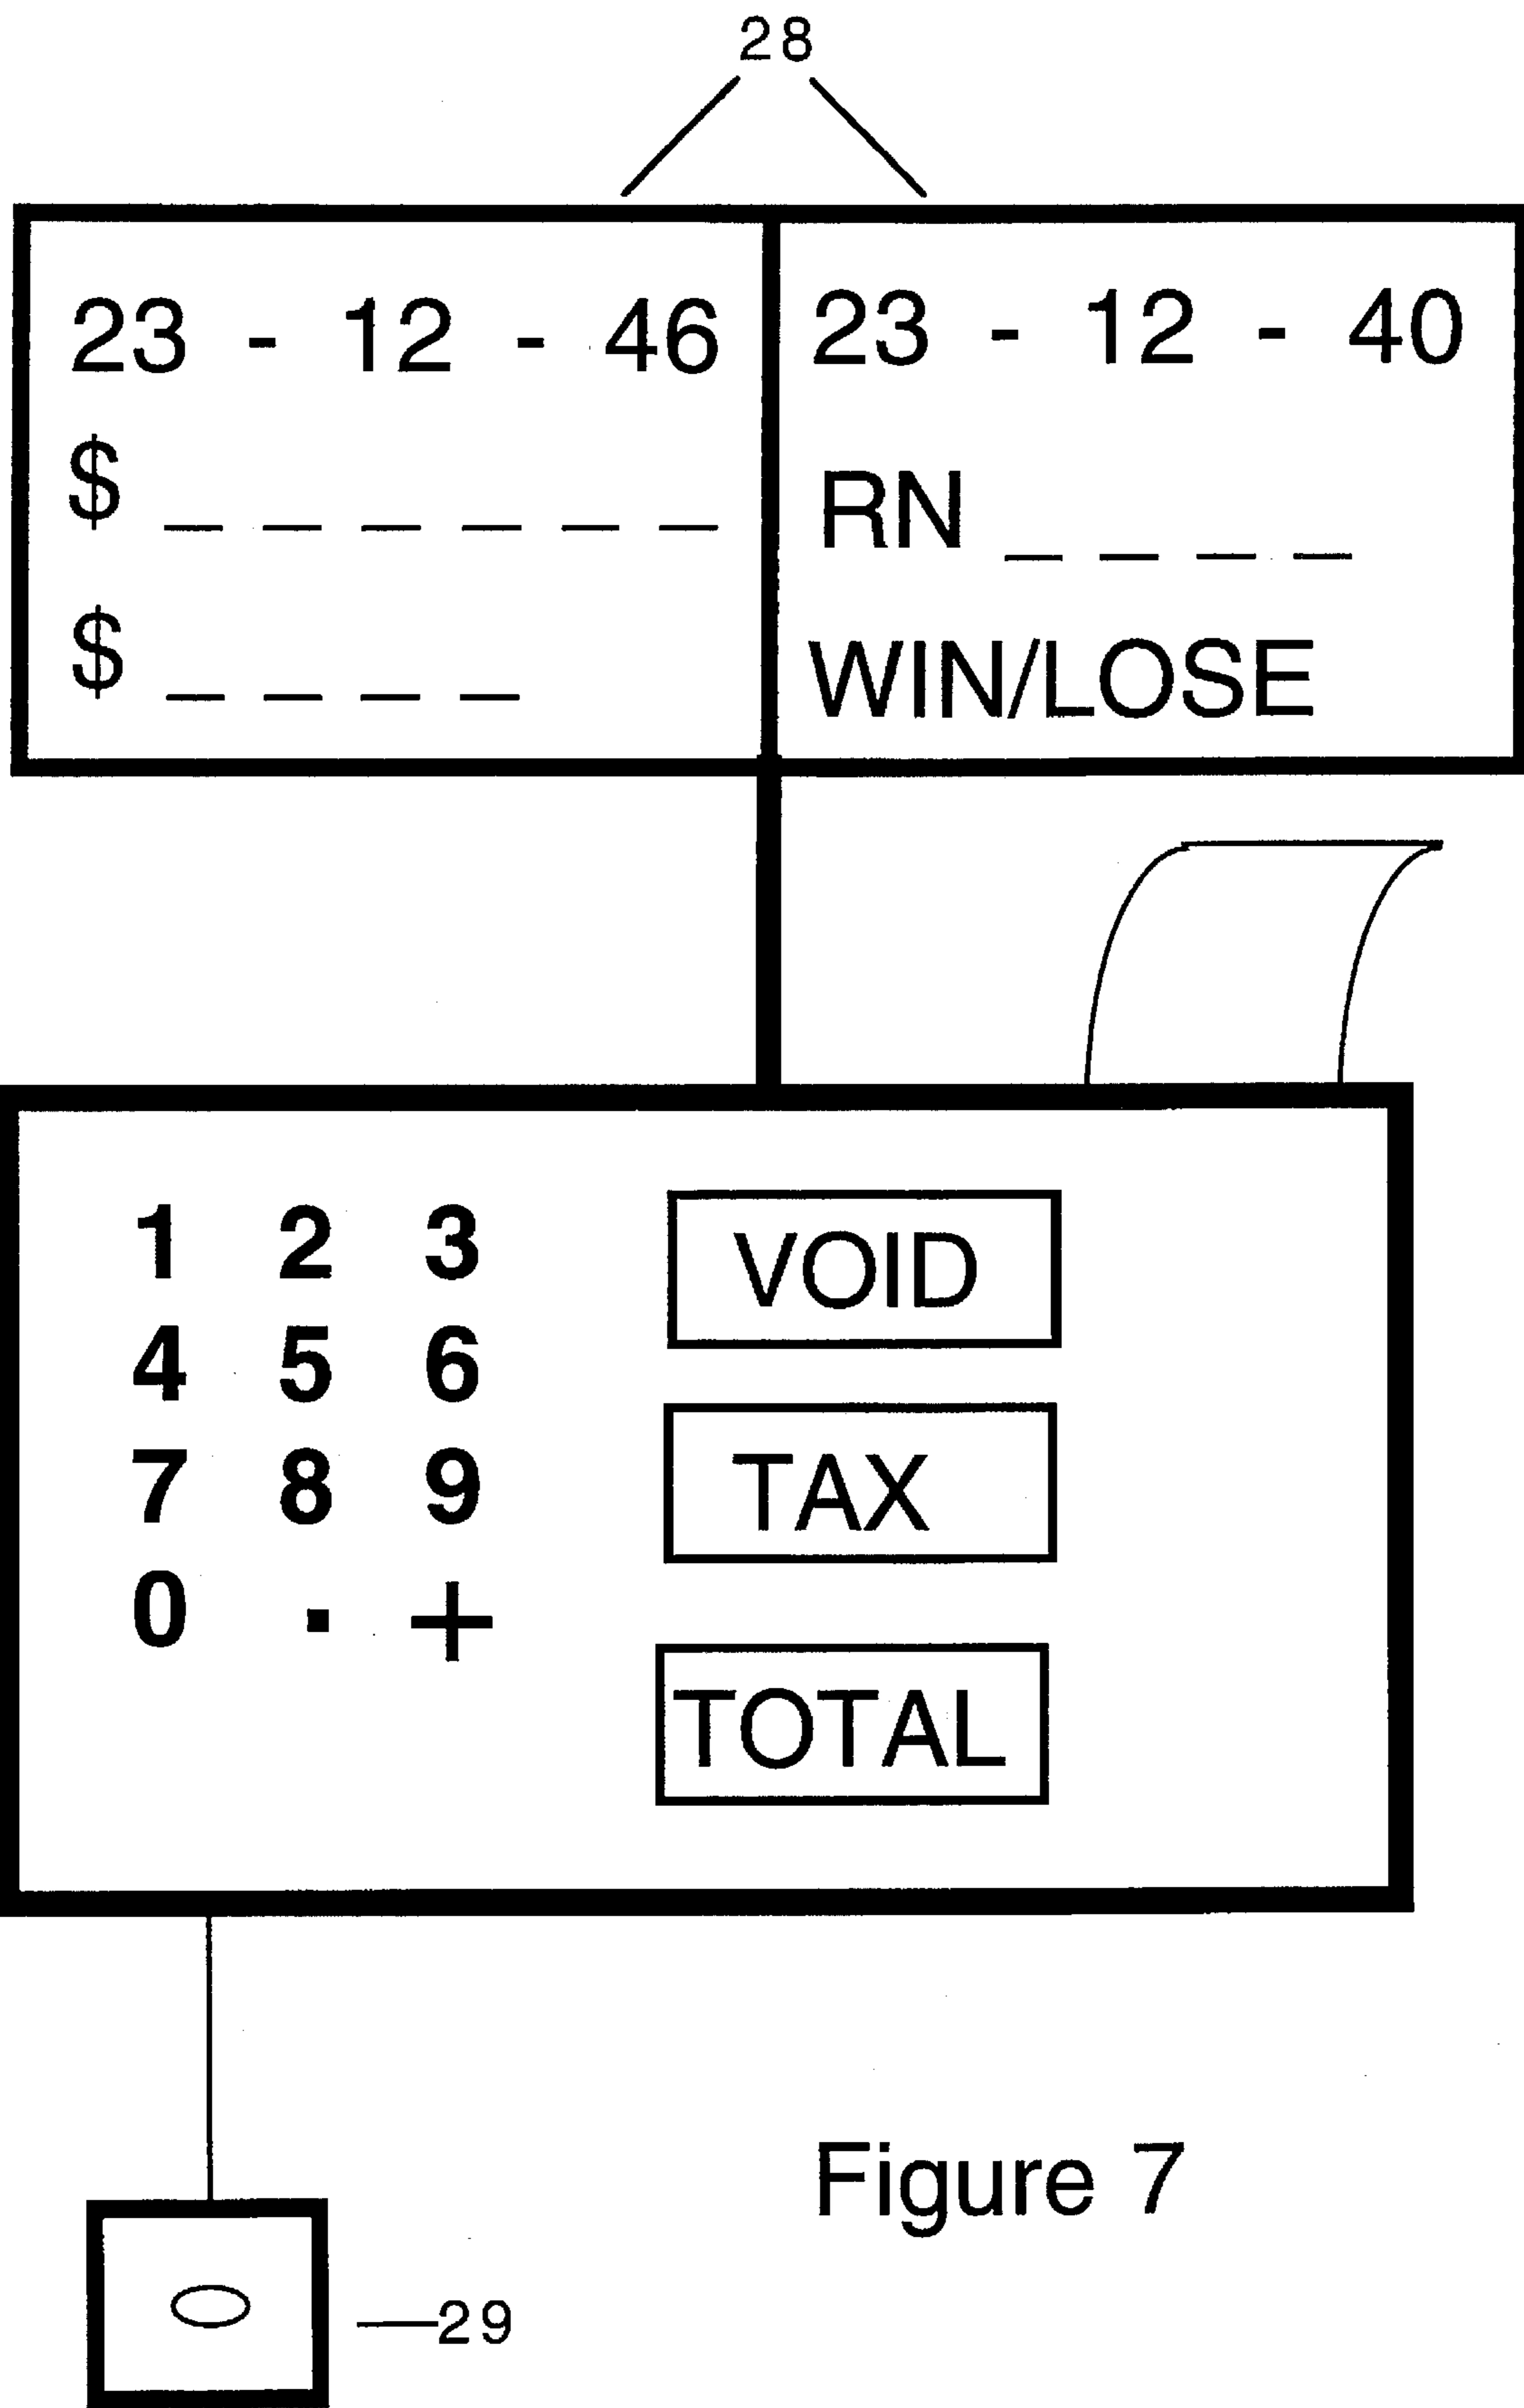 28
23 - 12 - 46
$ _ _ _ _ _ _
$ _ _ _ _
23 - 12 - 40
RN _ _ _ _
WIN/LOSE
1 2 3
4 5 6
7 8 9
0 . +
VOID
TAX
TOTAL
Figure 7
29